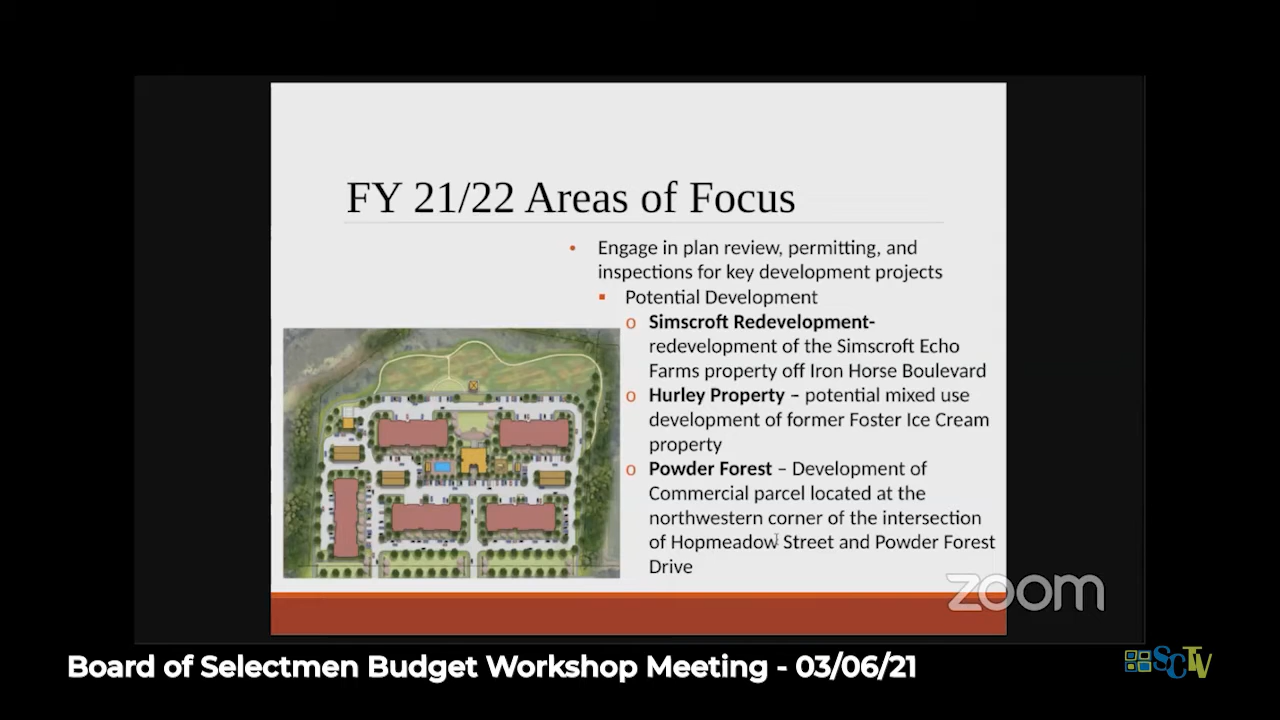 FY 21/22 Areas of Focus
• Engage in plan review, permitting, and
inspections for key development projects
▪ Potential Development
o Simscroft Redevelopment-
redevelopment of the Simscroft Echo
Farms property off Iron Horse Boulevard
o Hurley Property – potential mixed use
development of former Foster Ice Cream
property
o Powder Forest – Development of
Commercial parcel located at the
northwestern corner of the intersection
of Hopmeadow Street and Powder Forest
Drive
zoom
Board of Selectmen Budget Workshop Meeting - 03/06/21
SCTV